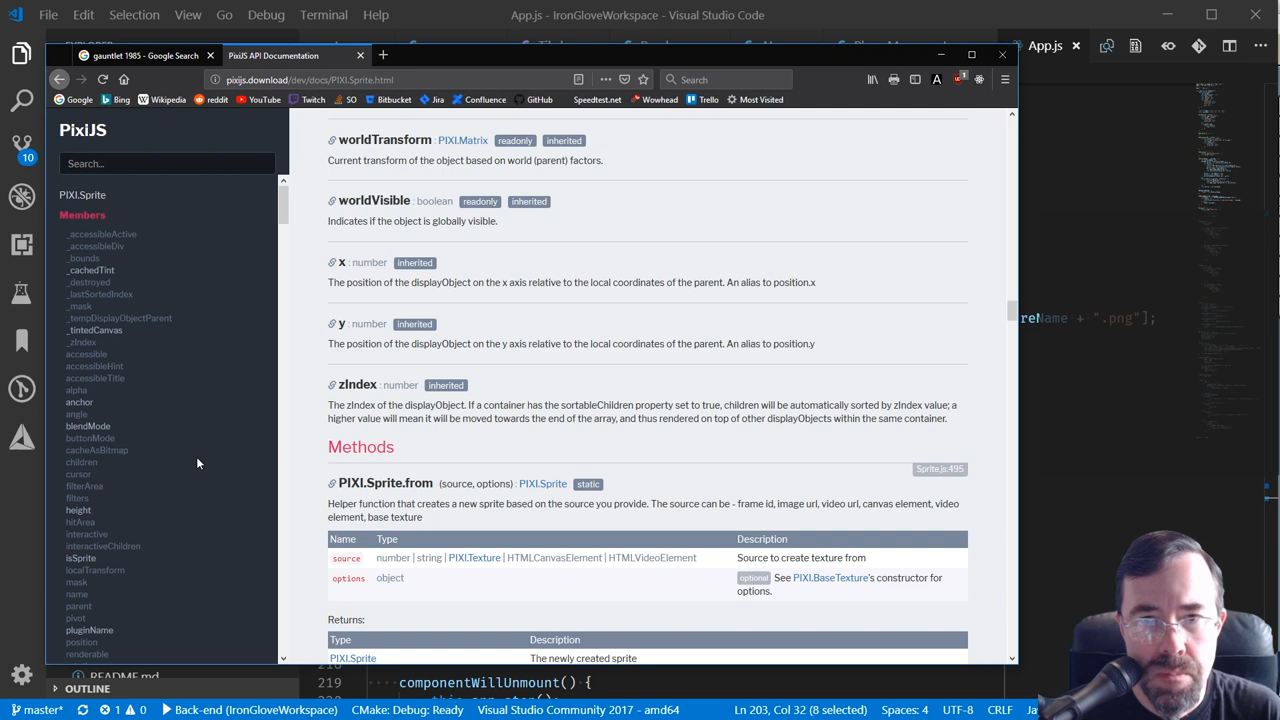 File Edit Selection View Go Debug Terminal Help App.js - IronGloveWorkspace - Visual Studio Code
gauntlet 1985 - Google Search PixiJS API Documentation App.js
pixijs.download/dev/docs/PIXI.Sprite.html Search
Google Bing Wikipedia reddit YouTube Twitch SO Bitbucket Jira Confluence GitHub Speedtest.net Wowhead Trello Most Visited
PixiJS
Search...
PIXI.Sprite
Members
_accessibleActive
_accessibleDiv
_bounds
_cachedTint
_destroyed
_lastSortedIndex
_mask
_tempDisplayObjectParent
_tintedCanvas
_zIndex
accessible
accessibleHint
accessibleTitle
alpha
anchor
angle
blendMode
buttonMode
cacheAsBitmap
children
cursor
filterArea
filters
height
hitArea
interactive
interactiveChildren
isSprite
localTransform
mask
name
parent
pivot
pluginName
position
renderable
worldTransform : PIXI.Matrix readonly inherited
Current transform of the object based on world (parent) factors.
worldVisible : boolean readonly inherited
Indicates if the object is globally visible.
x : number inherited
The position of the displayObject on the x axis relative to the local coordinates of the parent. An alias to position.x
y : number inherited
The position of the displayObject on the y axis relative to the local coordinates of the parent. An alias to position.y
zIndex : number inherited
The zIndex of the displayObject. If a container has the sortableChildren property set to true, children will be automatically sorted by zIndex value; a
higher value will mean it will be moved towards the end of the array, and thus rendered on top of other displayObjects within the same container.
Methods
Sprite.js:495
PIXI.Sprite.from (source, options) : PIXI.Sprite static
Helper function that creates a new sprite based on the source you provide. The source can be - frame id, image url, video url, canvas element, video
element, base texture
Name Type Description
source number | string | PIXI.Texture | HTMLCanvasElement | HTMLVideoElement Source to create texture from
options object optional See PIXI.BaseTexture's constructor for
options.
Returns:
Type Description
PIXI.Sprite The newly created sprite
reName + ".png"];
10
README.md
OUTLINE
219 componentWillUnmount() {
master* 1 0 Back-end (IronGloveWorkspace) CMake: Debug: Ready Visual Studio Community 2017 - amd64 Ln 203, Col 32 (8 selected) Spaces: 4 UTF-8 CRLF